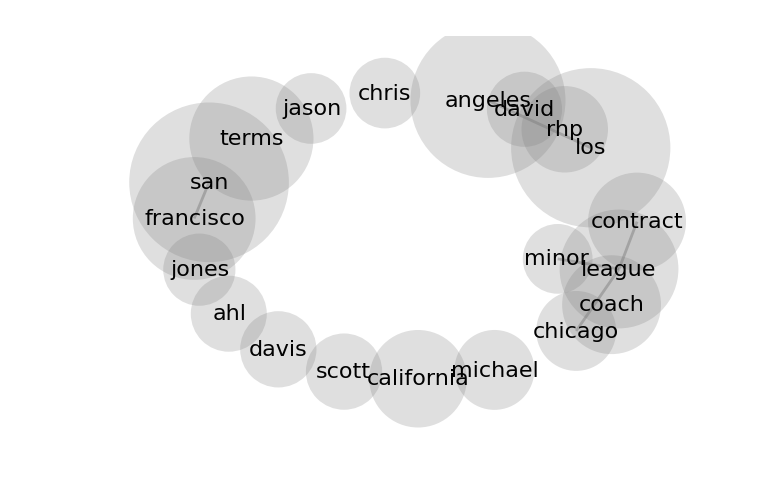 chris
angeles
david
jason
rhp
terms
los
san
francisco
contract
minor
league
jones
coach
ahl
chicago
davis
scott
michael
california